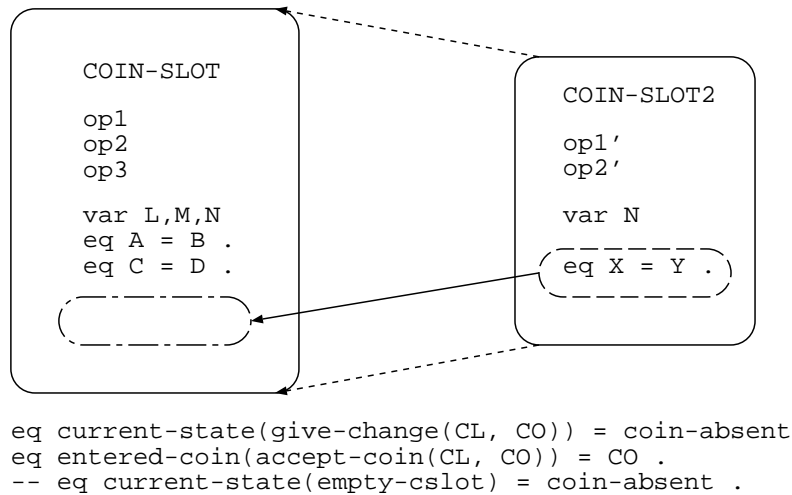 COIN-SLOT
op1
op2
op3
var L,M,N
eq A = B .
eq C = D .
COIN-SLOT2
op1′
op2′
var N
eq X = Y .
eq current-state(give-change(CL, CO)) = coin-absent
eq entered-coin(accept-coin(CL, CO)) = CO .
-- eq current-state(empty-cslot) = coin-absent .